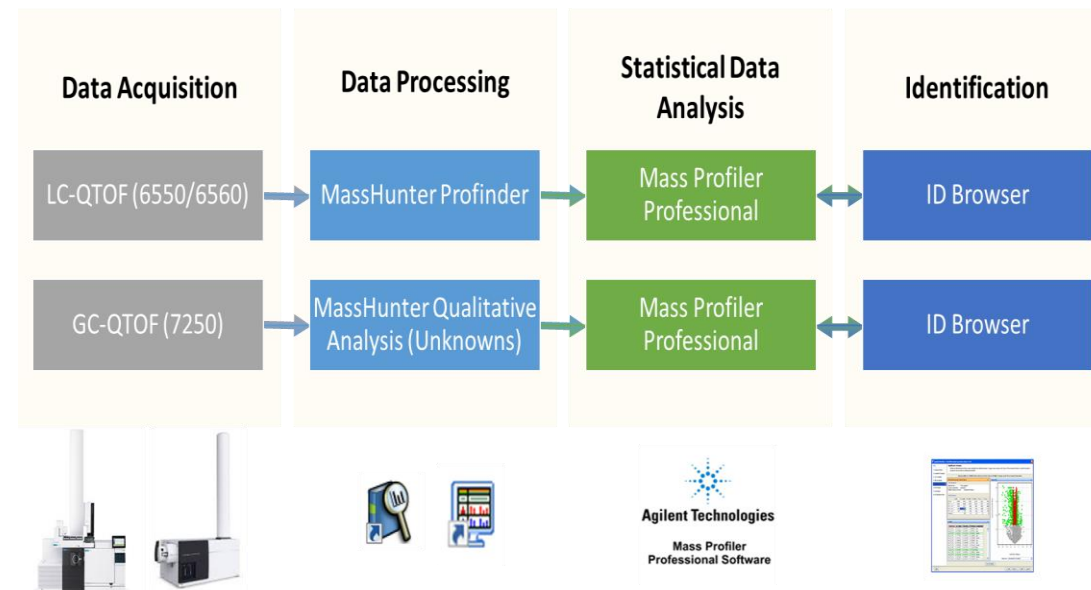 Data Acquisition
Data Processing
Statistical Data
Analysis
Identification
LC-QTOF (6550/6560)
MassHunter Profinder
Mass Profiler
Professional
ID Browser
GC-QTOF (7250)
MassHunter Qualitative
Analysis (Unknowns)
Mass Profiler
Professional
ID Browser
Agilent Technologies
Mass Profiler
Professional Software